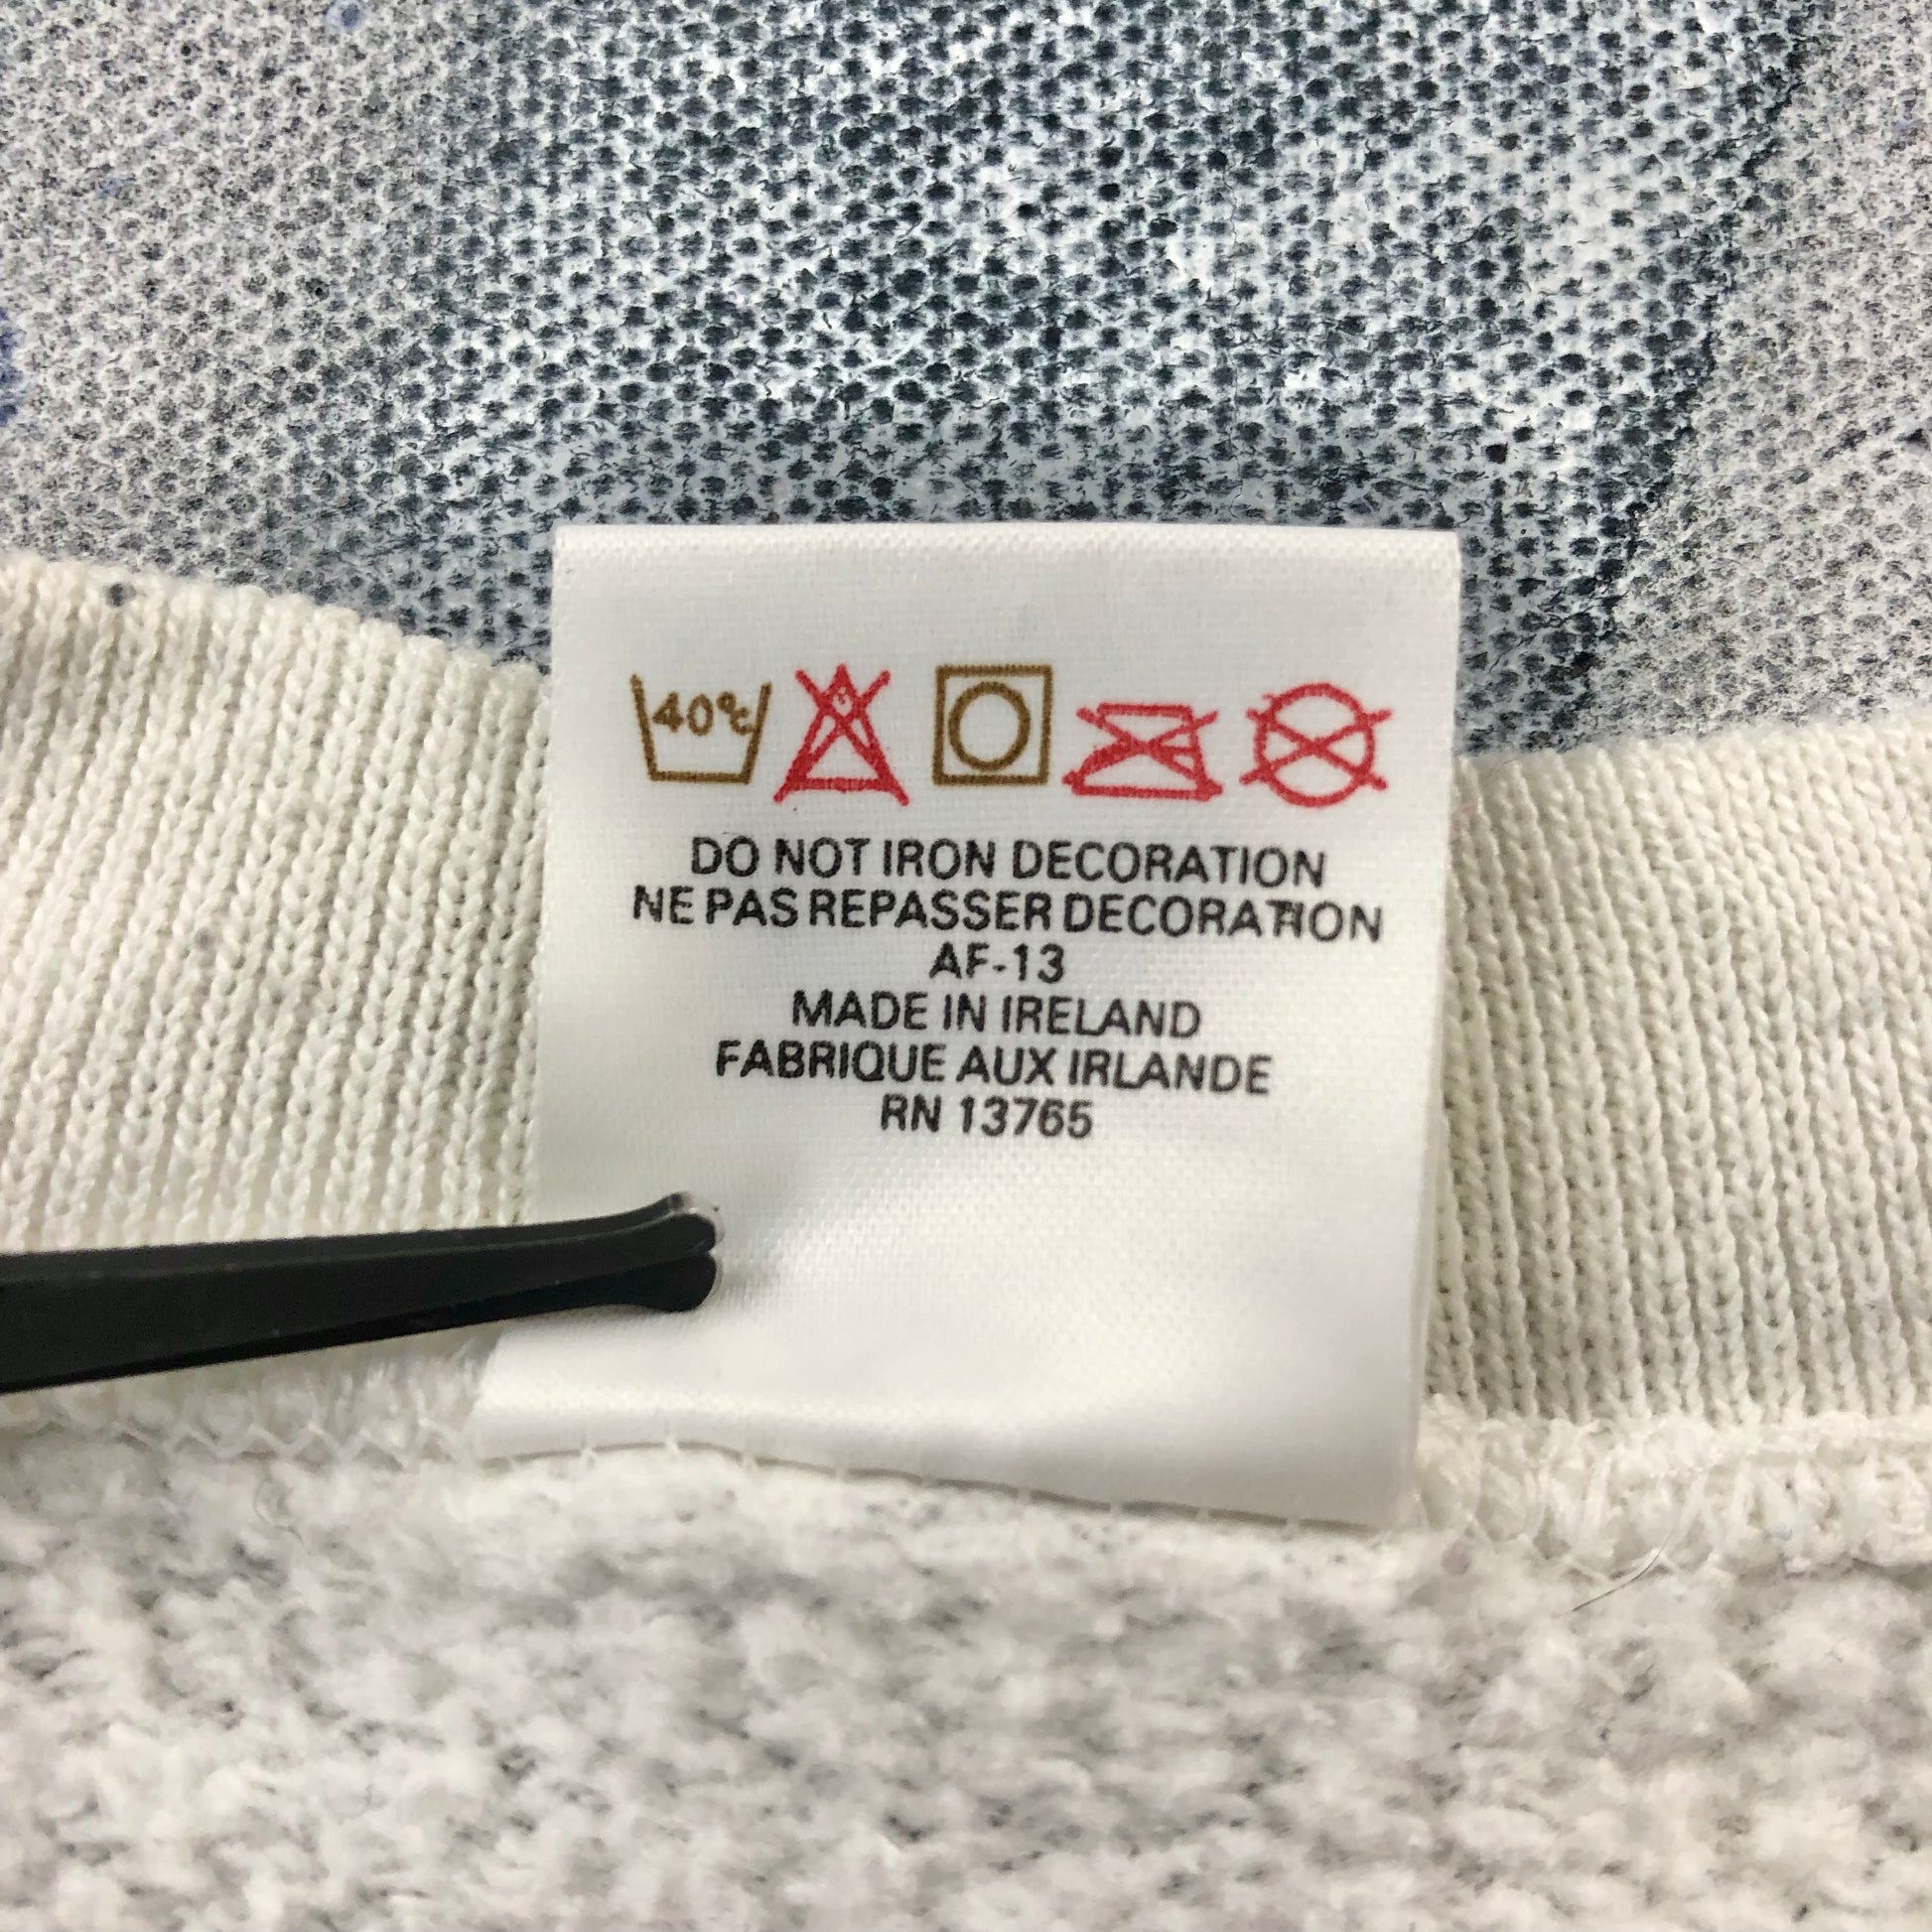 40°c
DO NOT IRON DECORATION
NE PAS REPASSER DECORATION
AF-13
MADE IN IRELAND
FABRIQUE AUX IRLANDE
RN 13765